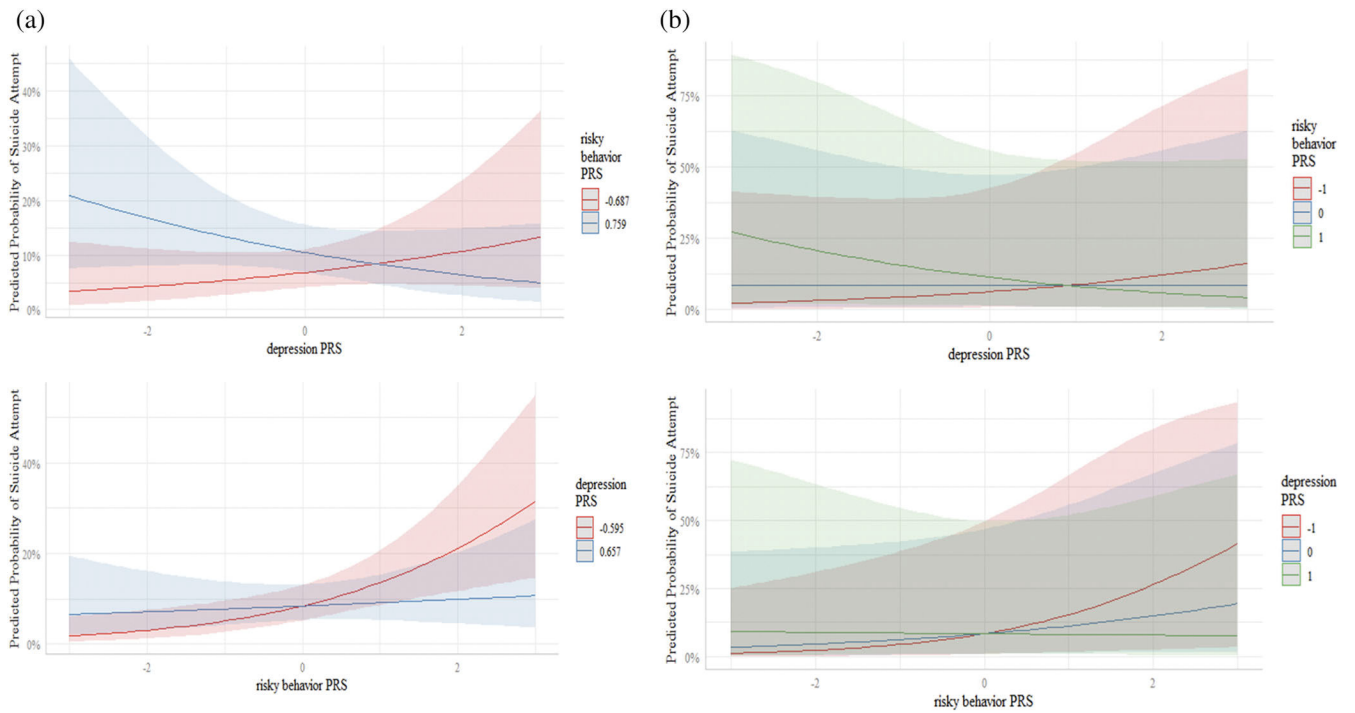 (a)
(b)
Predicted Probability of Suicide Attempt
40%
30%
20%
10%
0%
-2
0
2
depression PRS
risky
behavior
PRS
-0.687
0.759
Predicted Probability of Suicide Attempt
75%
50%
25%
0%
-2
0
2
depression PRS
risky
behavior
PRS
-1
0
1
Predicted Probability of Suicide Attempt
40%
20%
0%
-2
0
2
risky behavior PRS
depression
PRS
-0.595
0.657
Predicted Probability of Suicide Attempt
75%
50%
25%
0%
-2
0
2
risky behavior PRS
depression
PRS
-1
0
1